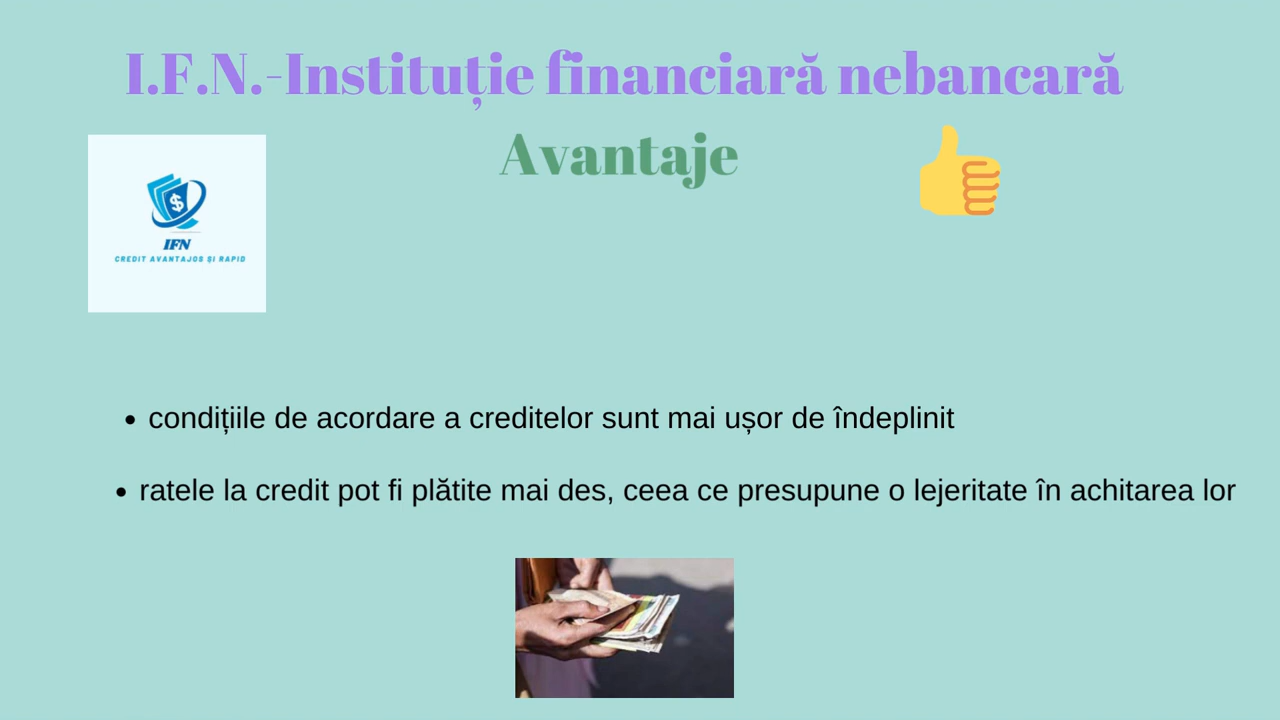 I.F.N.-Instituție financiară nebancară
Avantaje
$
IFN
CREDIT AVANTAJOS ȘI RAPID
condițiile de acordare a creditelor sunt mai ușor de îndeplinit
ratele la credit pot fi plătite mai des, ceea ce presupune o lejeritate în achitarea lor